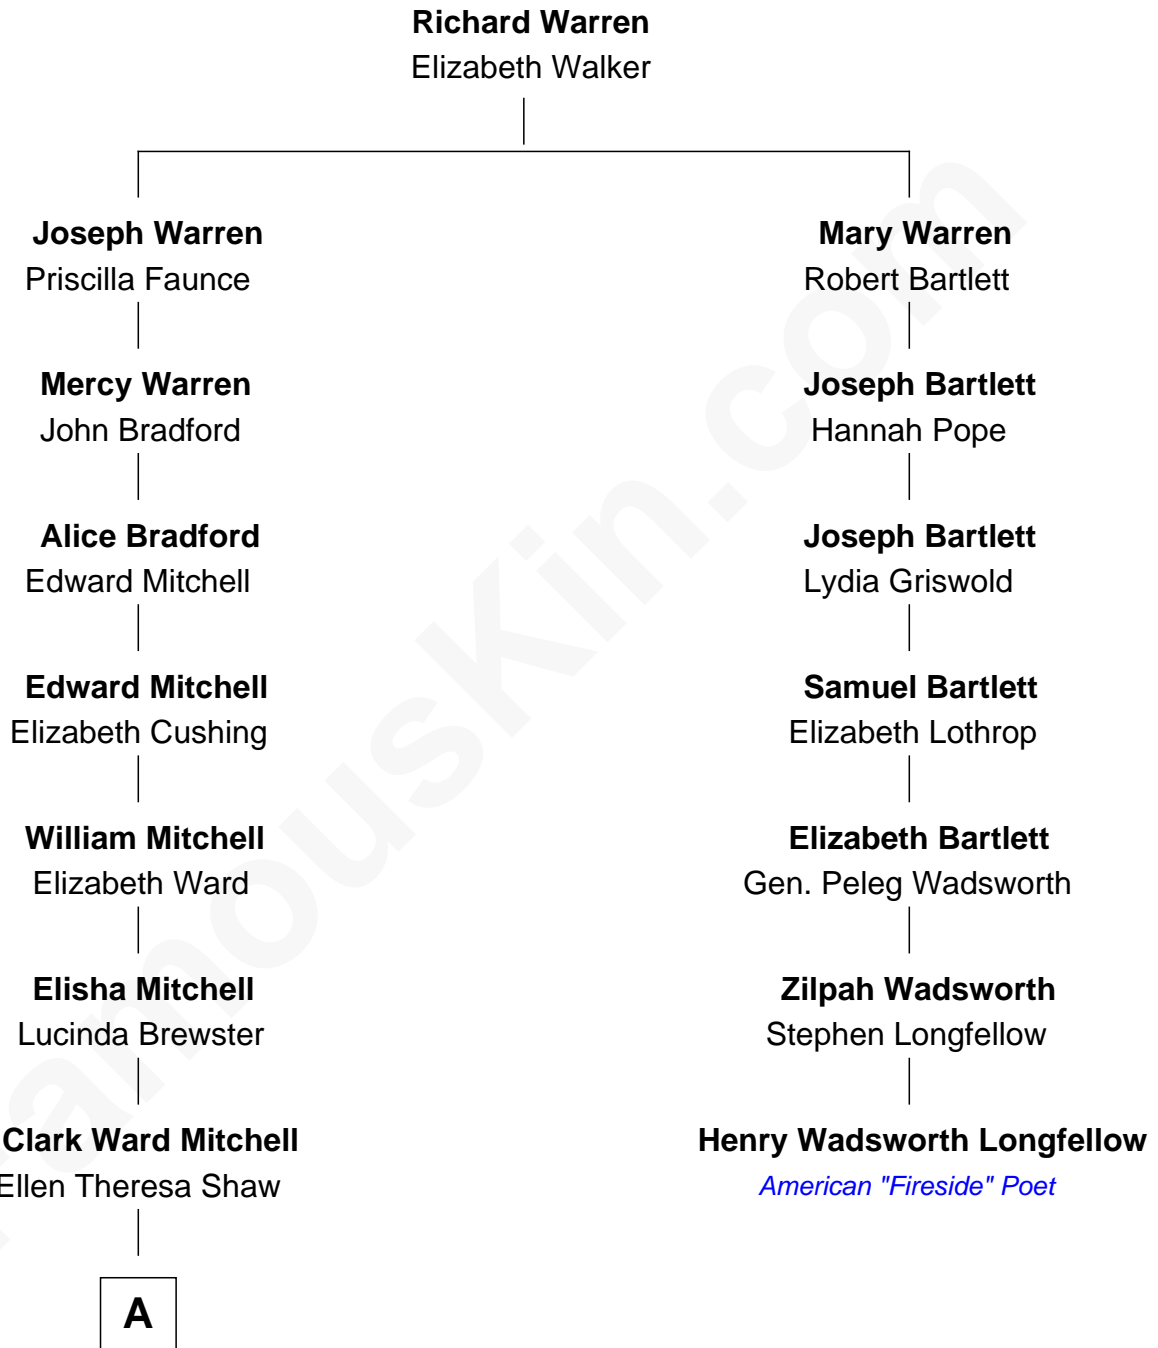 Richard Warren
Elizabeth Walker
Joseph Warren
Priscilla Faunce
Mary Warren
Robert Bartlett
Mercy Warren
John Bradford
Joseph Bartlett
Hannah Pope
Alice Bradford
Edward Mitchell
Joseph Bartlett
Lydia Griswold
Edward Mitchell
Elizabeth Cushing
Samuel Bartlett
Elizabeth Lothrop
William Mitchell
Elizabeth Ward
Elizabeth Bartlett
Gen. Peleg Wadsworth
Elisha Mitchell
Lucinda Brewster
Zilpah Wadsworth
Stephen Longfellow
Clark Ward Mitchell
Ellen Theresa Shaw
Henry Wadsworth Longfellow
American "Fireside" Poet
A
FamousKin.com